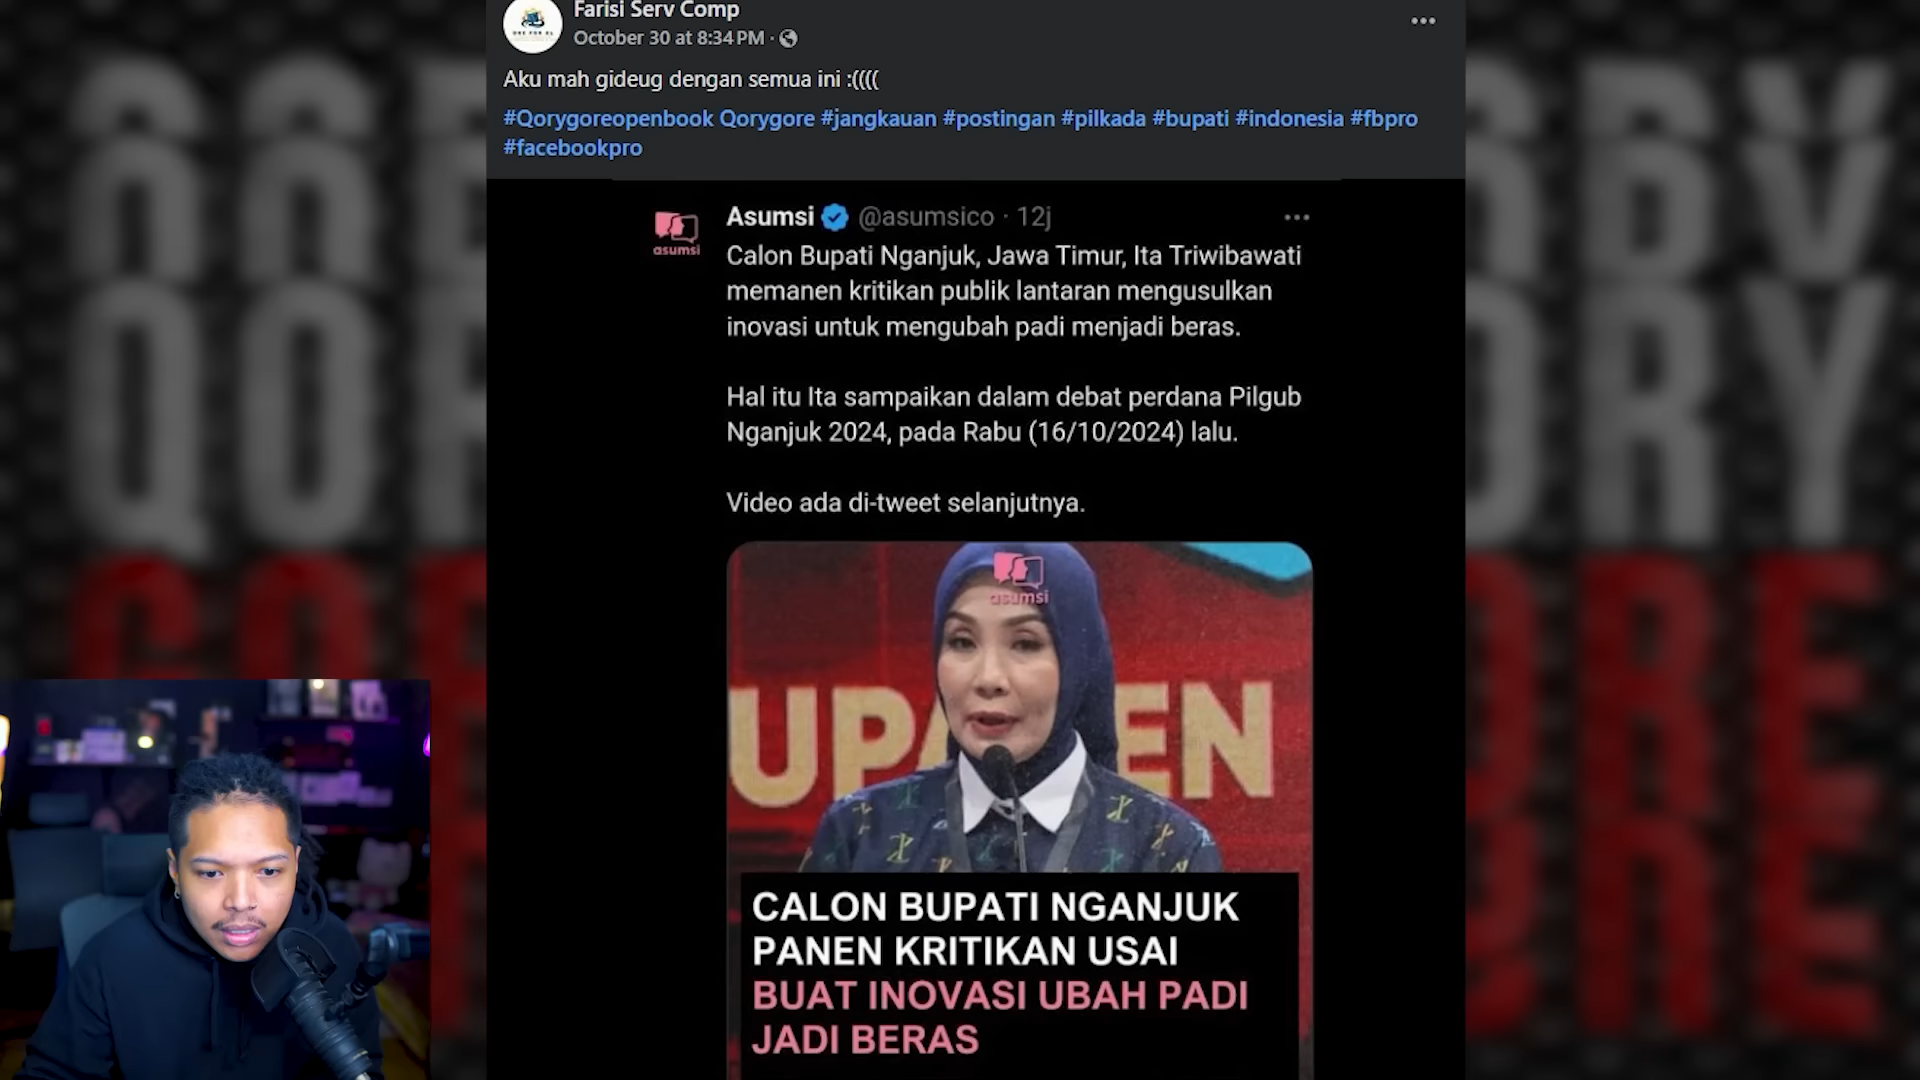 Farisi Serv Comp
October 30 at 8:34 PM ·
Aku mah gideug dengan semua ini :((((
#Qorygoreopenbook Qorygore #jangkauan #postingan #pilkada #bupati #indonesia #fbpro
#facebookpro
Asumsi @asumsico · 12j
asumsi
Calon Bupati Nganjuk, Jawa Timur, Ita Triwibawati
memanen kritikan publik lantaran mengusulkan
inovasi untuk mengubah padi menjadi beras.
Hal itu Ita sampaikan dalam debat perdana Pilgub
Nganjuk 2024, pada Rabu (16/10/2024) lalu.
Video ada di-tweet selanjutnya.
asumsi
CALON BUPATI NGANJUK
PANEN KRITIKAN USAI
BUAT INOVASI UBAH PADI
JADI BERAS